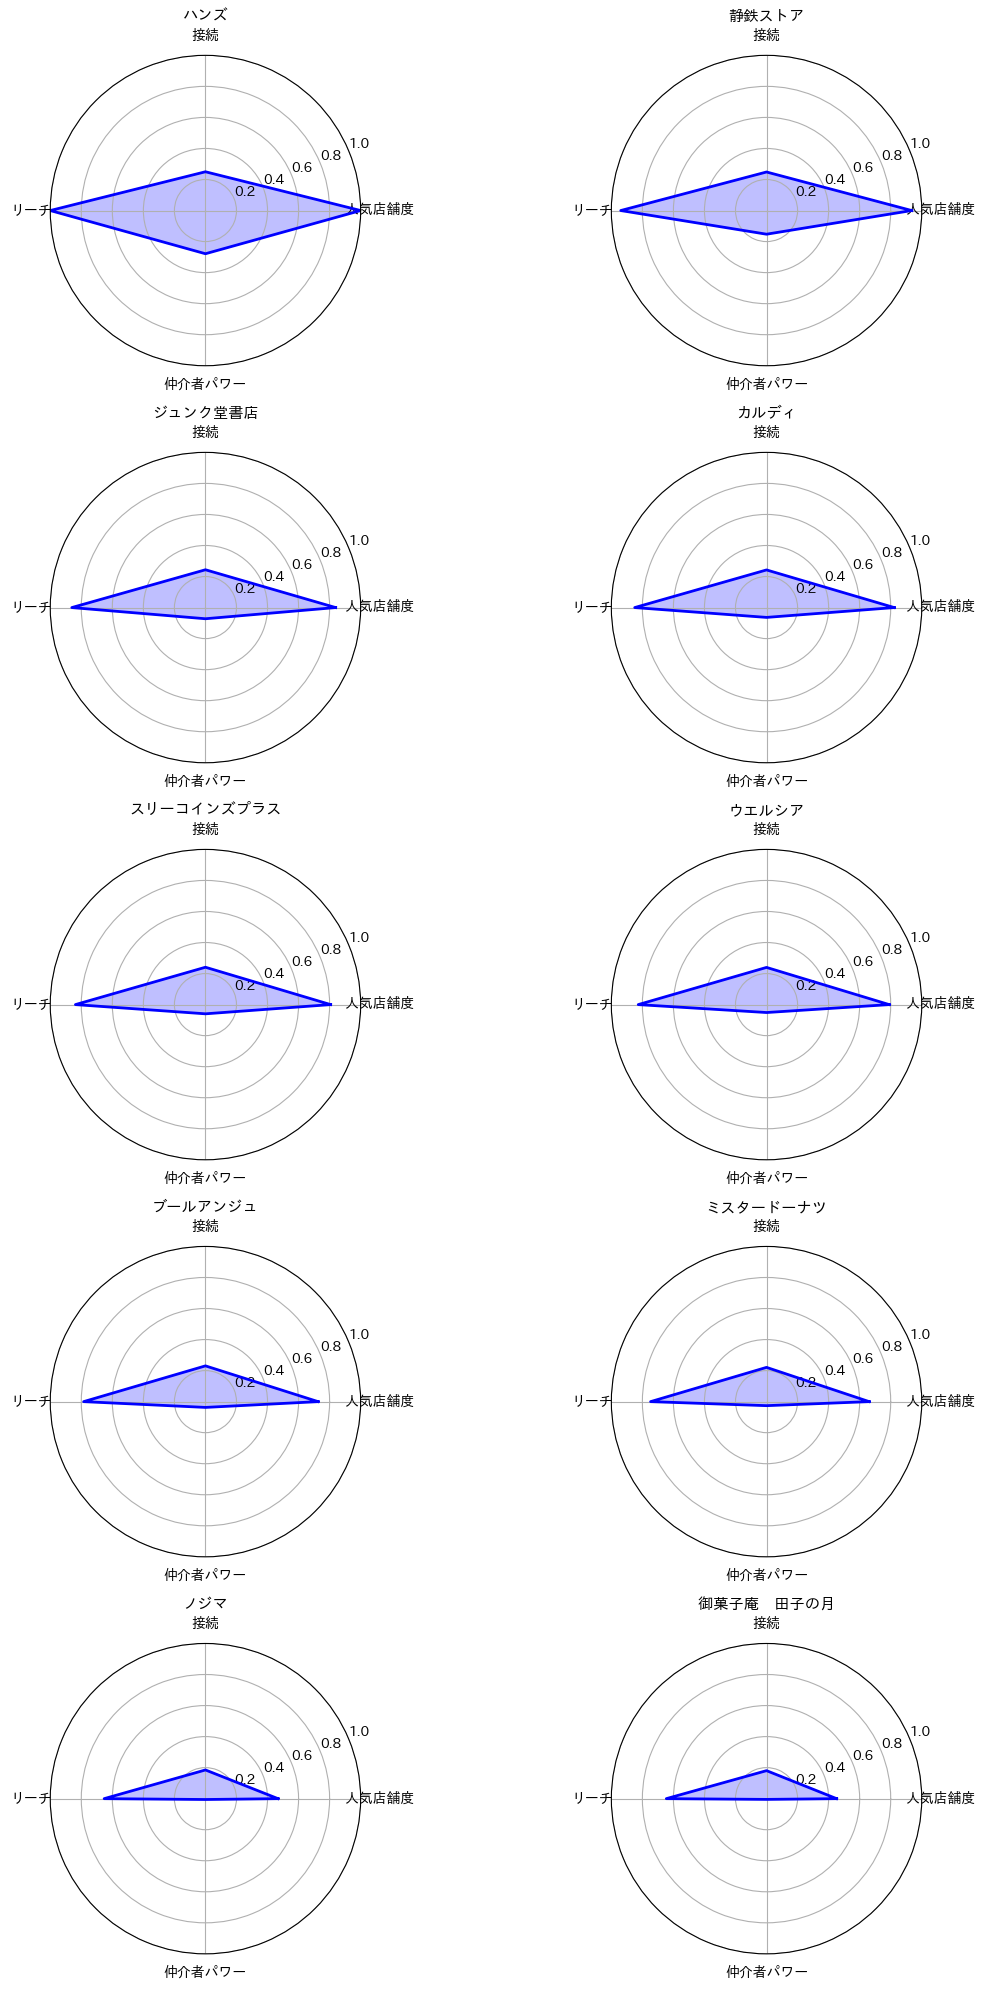 ハンズ
接続
リーチ
人気店舗度
仲介者パワー
0.2
0.4
0.6
0.8
1.0
静鉄ストア
接続
リーチ
人気店舗度
仲介者パワー
0.2
0.4
0.6
0.8
1.0
ジュンク堂書店
接続
リーチ
人気店舗度
仲介者パワー
0.2
0.4
0.6
0.8
1.0
カルディ
接続
リーチ
人気店舗度
仲介者パワー
0.2
0.4
0.6
0.8
1.0
スリーコインズプラス
接続
リーチ
人気店舗度
仲介者パワー
0.2
0.4
0.6
0.8
1.0
ウエルシア
接続
リーチ
人気店舗度
仲介者パワー
0.2
0.4
0.6
0.8
1.0
ブールアンジュ
接続
リーチ
人気店舗度
仲介者パワー
0.2
0.4
0.6
0.8
1.0
ミスタードーナツ
接続
リーチ
人気店舗度
仲介者パワー
0.2
0.4
0.6
0.8
1.0
ノジマ
接続
リーチ
人気店舗度
仲介者パワー
0.2
0.4
0.6
0.8
1.0
御菓子庵　田子の月
接続
リーチ
人気店舗度
仲介者パワー
0.2
0.4
0.6
0.8
1.0